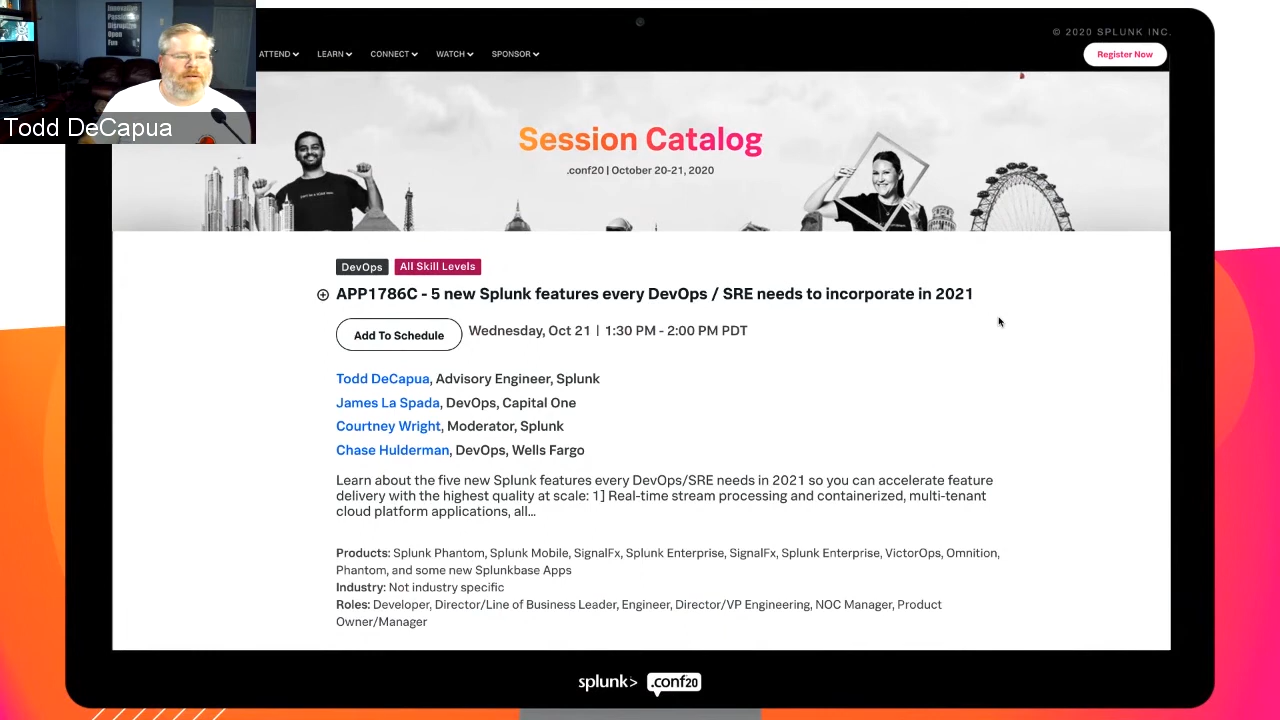 Innovation
Passion
Disruptive
Open
Fun
Todd DeCapua
© 2020 SPLUNK INC.
ATTEND LEARN CONNECT WATCH SPONSOR
Register Now
Session Catalog
.conf20 | October 20-21, 2020
DevOps All Skill Levels
APP1786C - 5 new Splunk features every DevOps / SRE needs to incorporate in 2021
Add To Schedule Wednesday, Oct 21 | 1:30 PM - 2:00 PM PDT
Todd DeCapua, Advisory Engineer, Splunk
James La Spada, DevOps, Capital One
Courtney Wright, Moderator, Splunk
Chase Hulderman, DevOps, Wells Fargo
Learn about the five new Splunk features every DevOps/SRE needs in 2021 so you can accelerate feature
delivery with the highest quality at scale: 1] Real-time stream processing and containerized, multi-tenant
cloud platform applications, all...
Products: Splunk Phantom, Splunk Mobile, SignalFx, Splunk Enterprise, SignalFx, Splunk Enterprise, VictorOps, Omnition,
Phantom, and some new Splunkbase Apps
Industry: Not industry specific
Roles: Developer, Director/Line of Business Leader, Engineer, Director/VP Engineering, NOC Manager, Product
Owner/Manager
splunk> .conf20